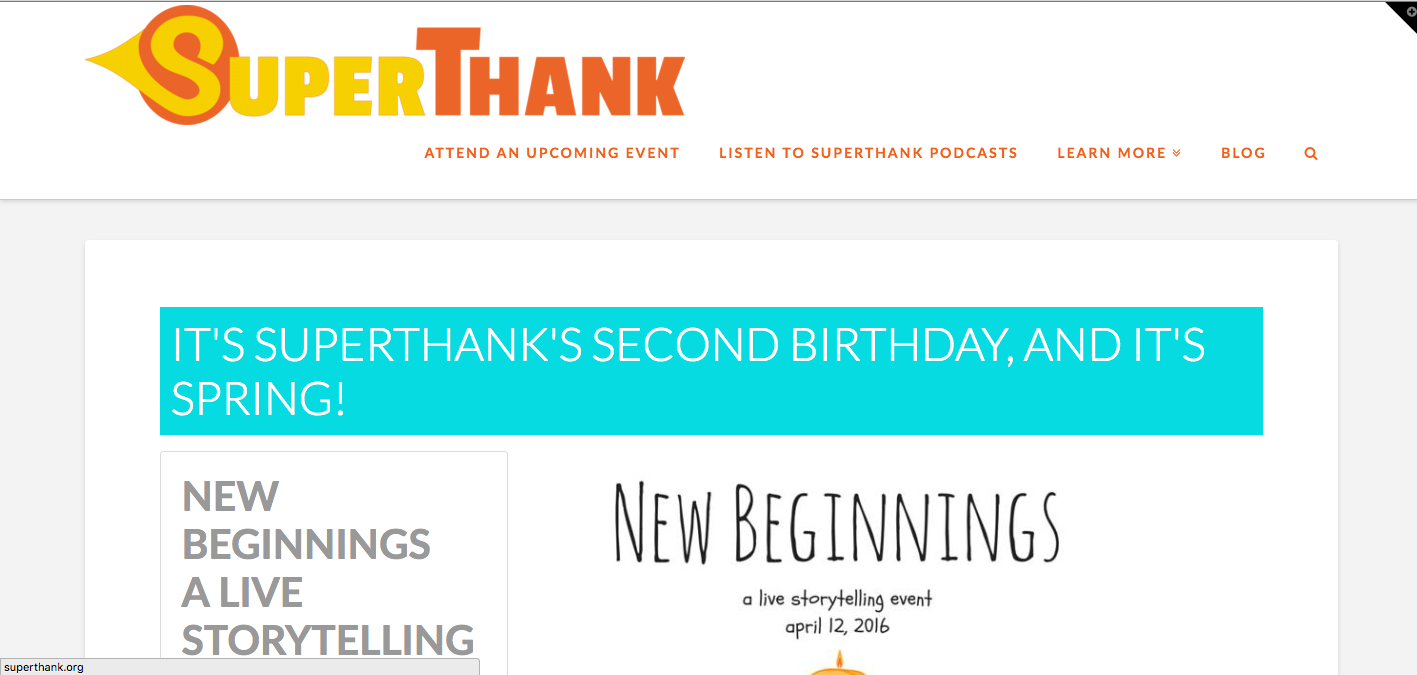 SUPERTHANK
ATTEND AN UPCOMING EVENT LISTEN TO SUPERTHANK PODCASTS LEARN MORE BLOG
IT'S SUPERTHANK'S SECOND BIRTHDAY, AND IT'S
SPRING!
NEW
BEGINNINGS
A LIVE
STORYTELLING
NEW BEGINNINGS
a live storytelling event
april 12, 2016
superthank.org